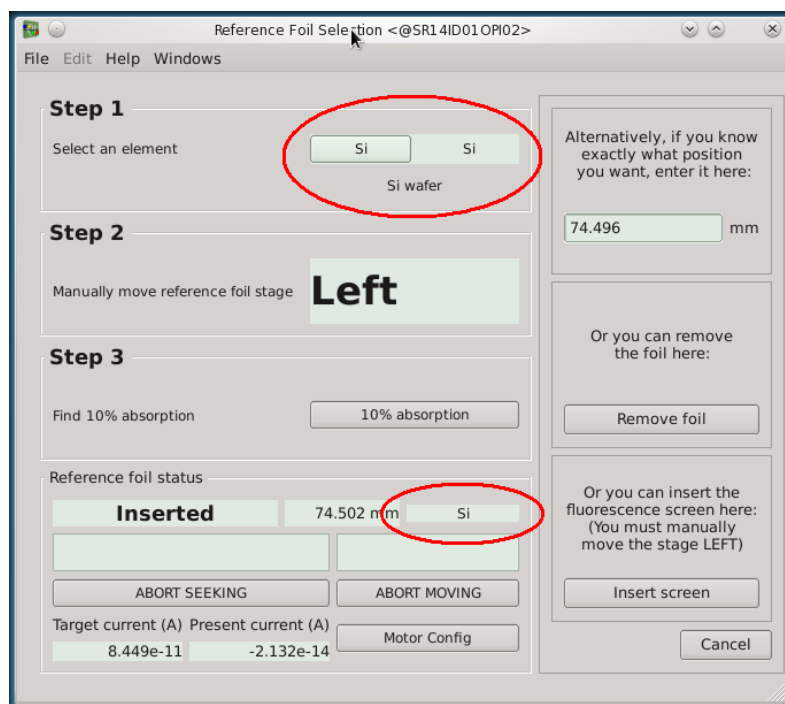 Reference Foil Selection <@SR14ID01OPI02>
File Edit Help Windows
Step 1
Select an element
Si
Si
Si wafer
Step 2
Manually move reference foil stage
Left
Step 3
Find 10% absorption
10% absorption
Reference foil status
Inserted
74.502 mm
Si
ABORT SEEKING
ABORT MOVING
Target current (A) Present current (A)
8.449e-11
-2.132e-14
Motor Config
Alternatively, if you know
exactly what position
you want, enter it here:
74.496
mm
Or you can remove
the foil here:
Remove foil
Or you can insert the
fluorescence screen here:
(You must manually
move the stage LEFT)
Insert screen
Cancel